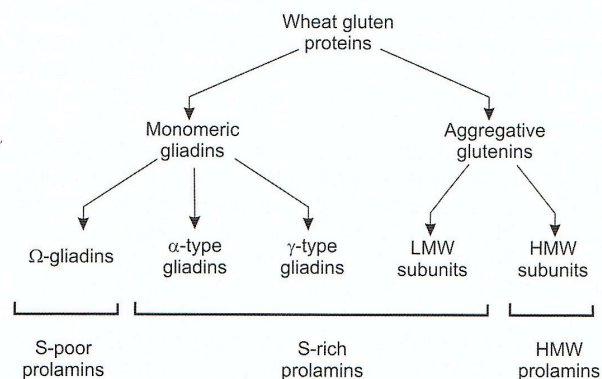 Wheat gluten
proteins
Monomeric
gliadins
Aggregative
glutenins
Ω-gliadins
α-type
gliadins
γ-type
gliadins
LMW
subunits
HMW
subunits
S-poor
prolamins
S-rich
prolamins
HMW
prolamins